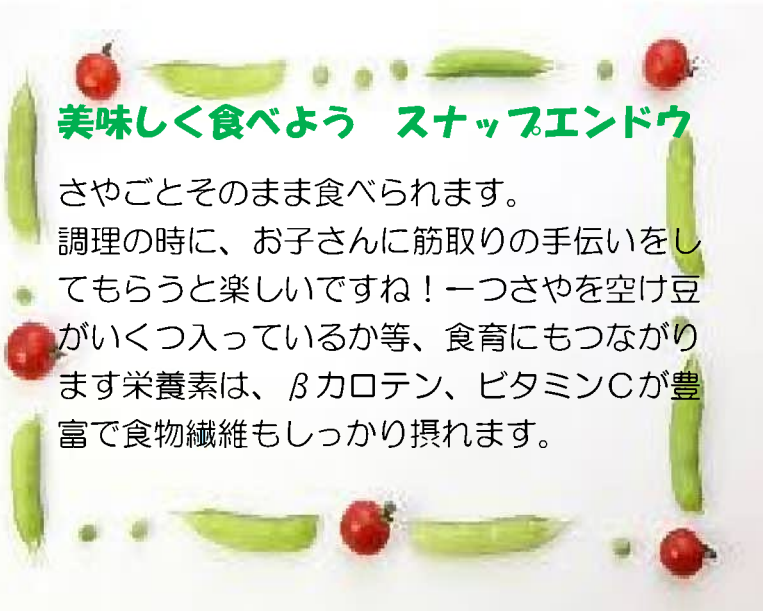 美味しく食べよう　スナップエンドウ
さやごとそのまま食べられます。
調理の時に、お子さんに筋取りの手伝いをし
てもらうと楽しいですね！一つさやを空け豆
がいくつ入っているか等、食育にもつながり
ます栄養素は、βカロテン、ビタミンCが豊
富で食物繊維もしっかり摂れます。